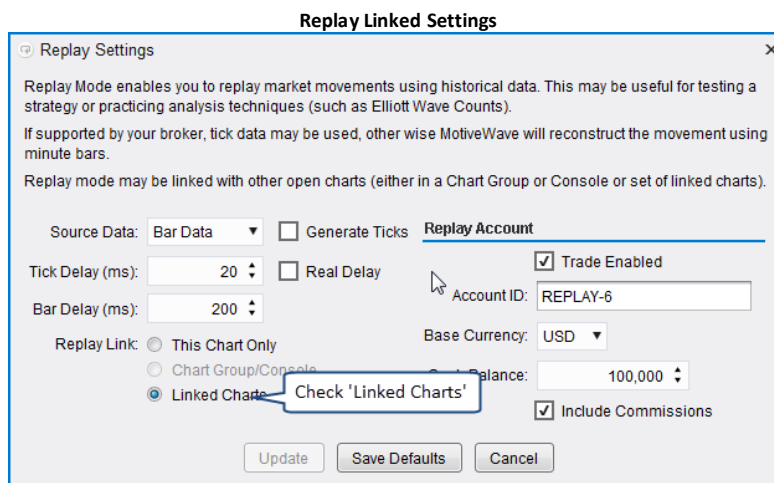 Replay Linked Settings
Replay Settings
Replay Mode enables you to replay market movements using historical data. This may be useful for testing a
strategy or practicing analysis techniques (such as Elliott Wave Counts).
If supported by your broker, tick data may be used, other wise MotiveWave will reconstruct the movement using
minute bars.
Replay mode may be linked with other open charts (either in a Chart Group or Console or set of linked charts).
Source Data: Bar Data Generate Ticks
Tick Delay (ms): 20 Real Delay
Bar Delay (ms): 200
Replay Link: This Chart Only
Chart Group/Console
Linked Charts
Check 'Linked Charts'
Replay Account
Trade Enabled
Account ID: REPLAY-6
Base Currency: USD
Balance: 100,000
Include Commissions
Update Save Defaults Cancel